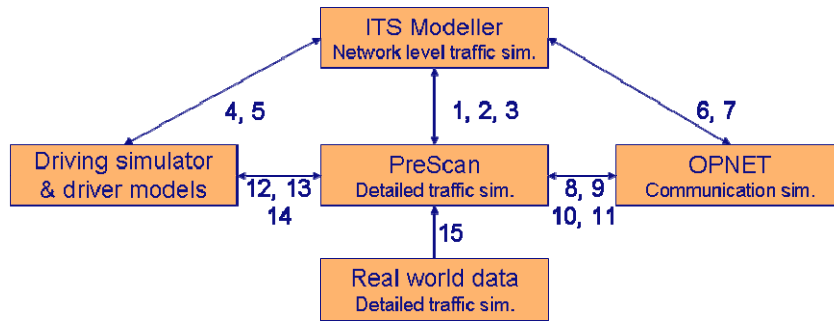 ITS Modeller
Network level traffic sim.
4, 5
1, 2, 3
6, 7
Driving simulator
& driver models
12, 13
14
PreScan
Detailed traffic sim.
8, 9
10, 11
OPNET
Communication sim.
15
Real world data
Detailed traffic sim.